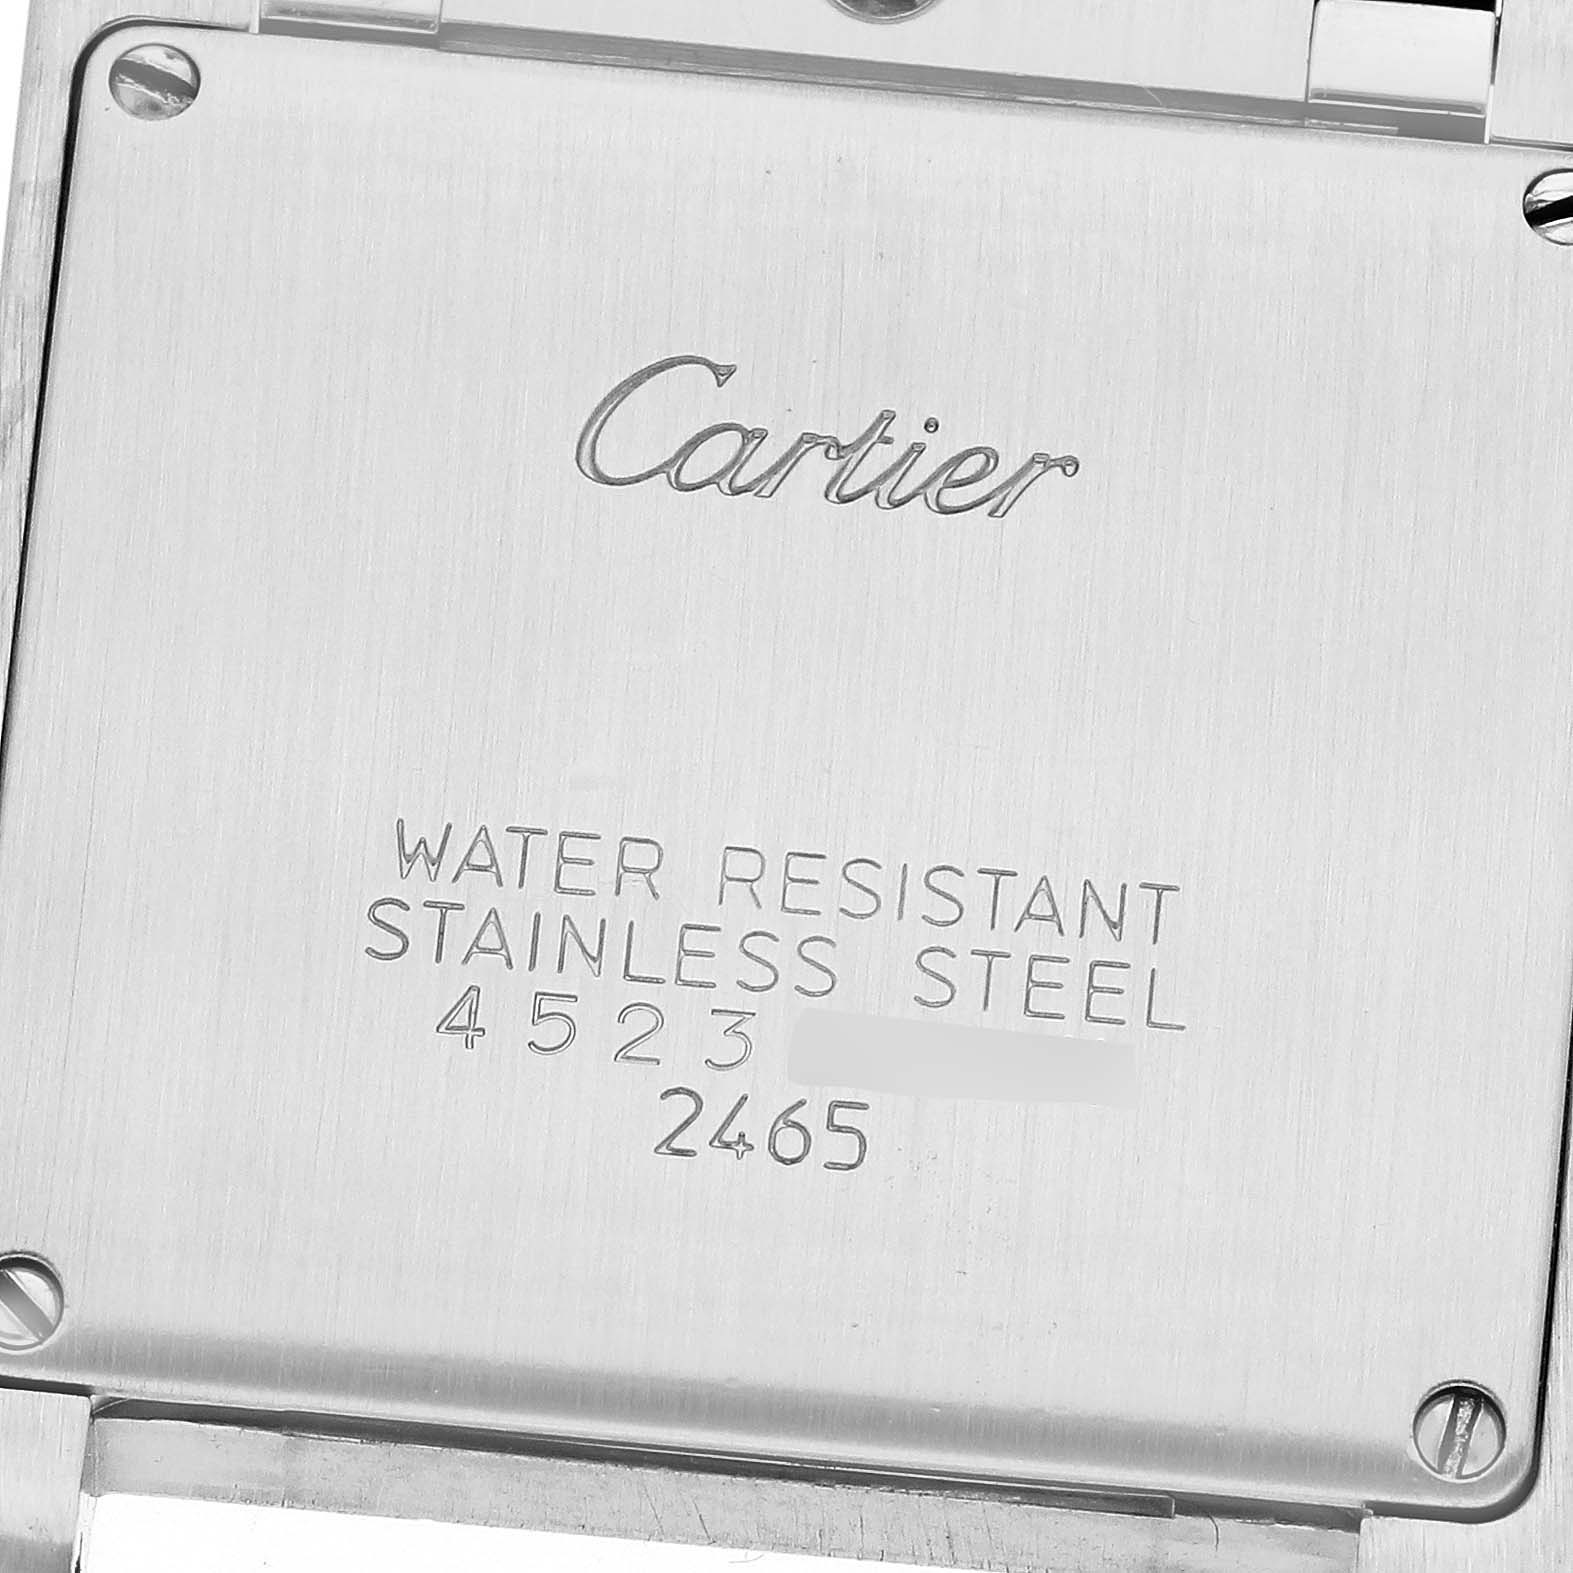 Cartier
WATER RESISTANT
STAINLESS STEEL
4523
2465